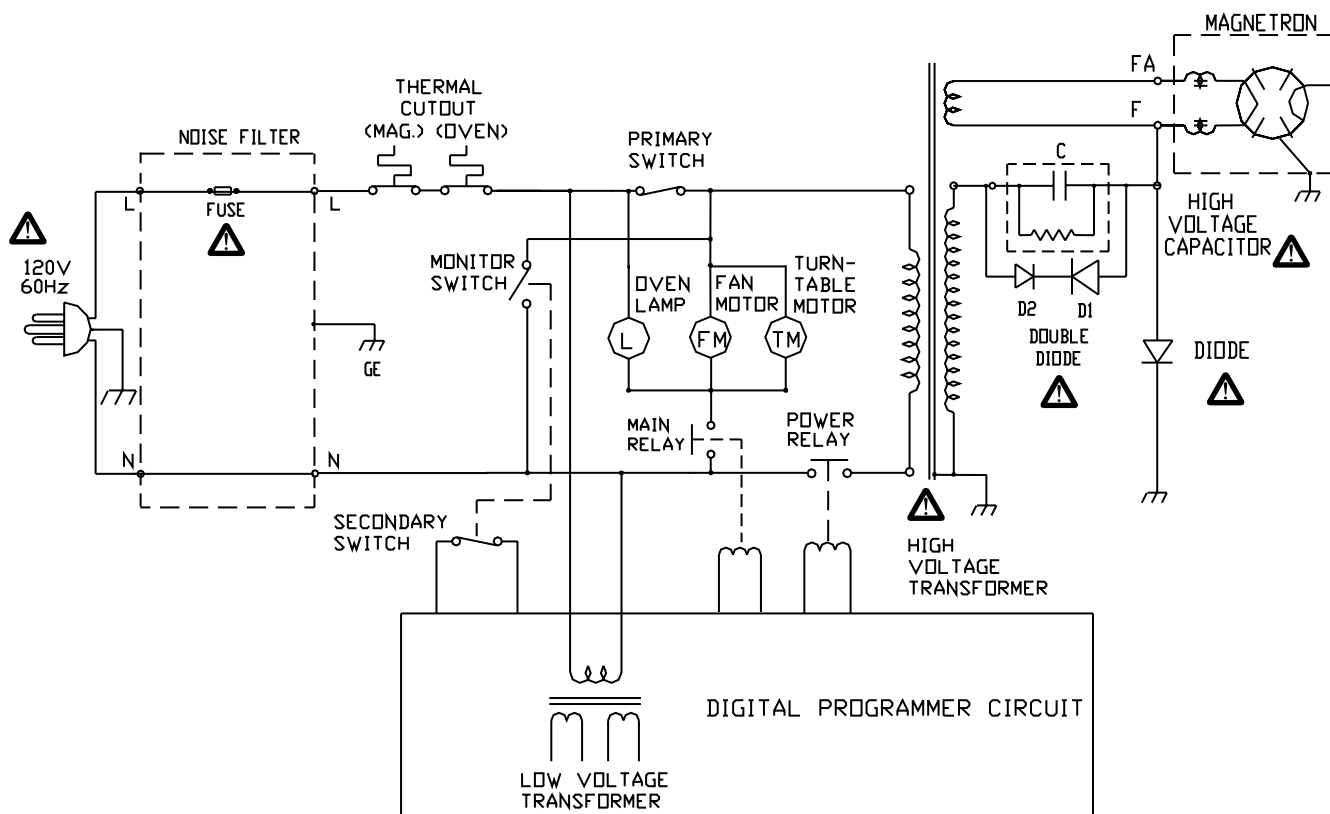 MAGNETRON
FA
F
THERMAL
CUTOUT
(MAG.) (OVEN)
NOISE FILTER
PRIMARY
SWITCH
C
L
FUSE
L
HIGH
VOLTAGE
CAPACITOR
120V
60Hz
MONITOR
SWITCH
OVEN
LAMP
FAN
MOTOR
TURN-
TABLE
MOTOR
D2
D1
L
FM
TM
DOUBLE
DIODE
DIODE
GE
MAIN
RELAY
POWER
RELAY
N
N
SECONDARY
SWITCH
HIGH
VOLTAGE
TRANSFORMER
DIGITAL PROGRAMMER CIRCUIT
LOW VOLTAGE
TRANSFORMER